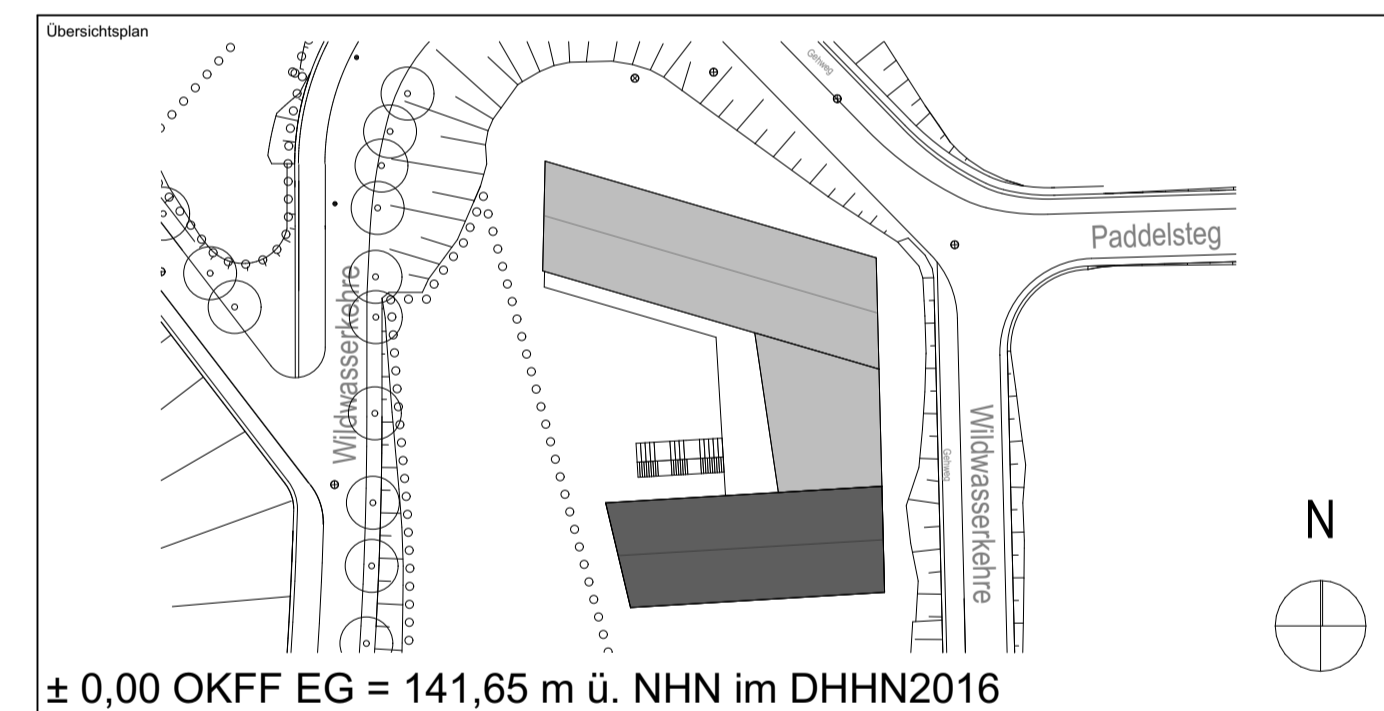 Übersichtsplan
Gehweg
Paddelsteg
Wildwasserkehre
Wildwasserkehre
Gehweg
N
± 0,00 OKFF EG = 141,65 m ü. NHN im DHHN2016